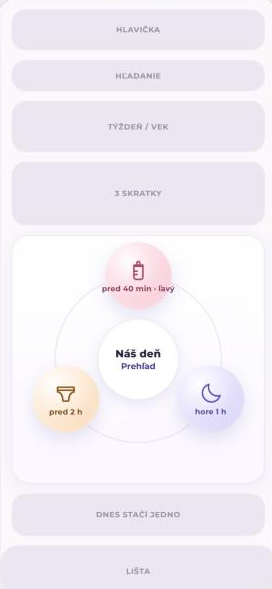 HLAVIČKA
HĽADANIE
TÝŽDEŇ / VEK
3 SKRATKY
pred 40 min · ľavý
Náš deň
Prehľad
pred 2 h
hore 1 h
DNES STAČÍ JEDNO
LIŠTA